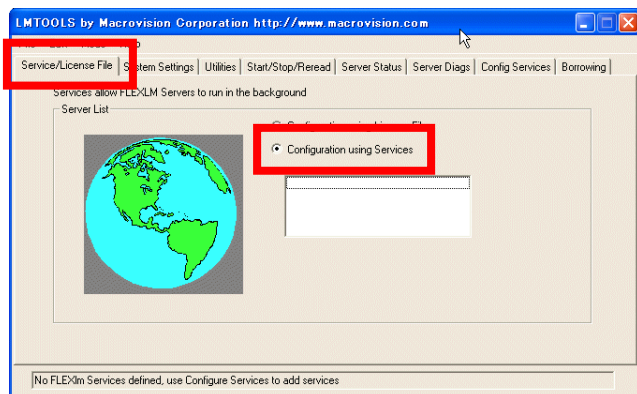 LMTOOLS by Macrovision Corporation http://www.macrovision.com
Service/License File System Settings Utilities Start/Stop/Reread Server Status Server Diags Config Services Borrowing
Services allow FLEXlm Servers to run in the background
Server List
Configuration using Services
No FLEXlm Services defined, use Configure Services to add services